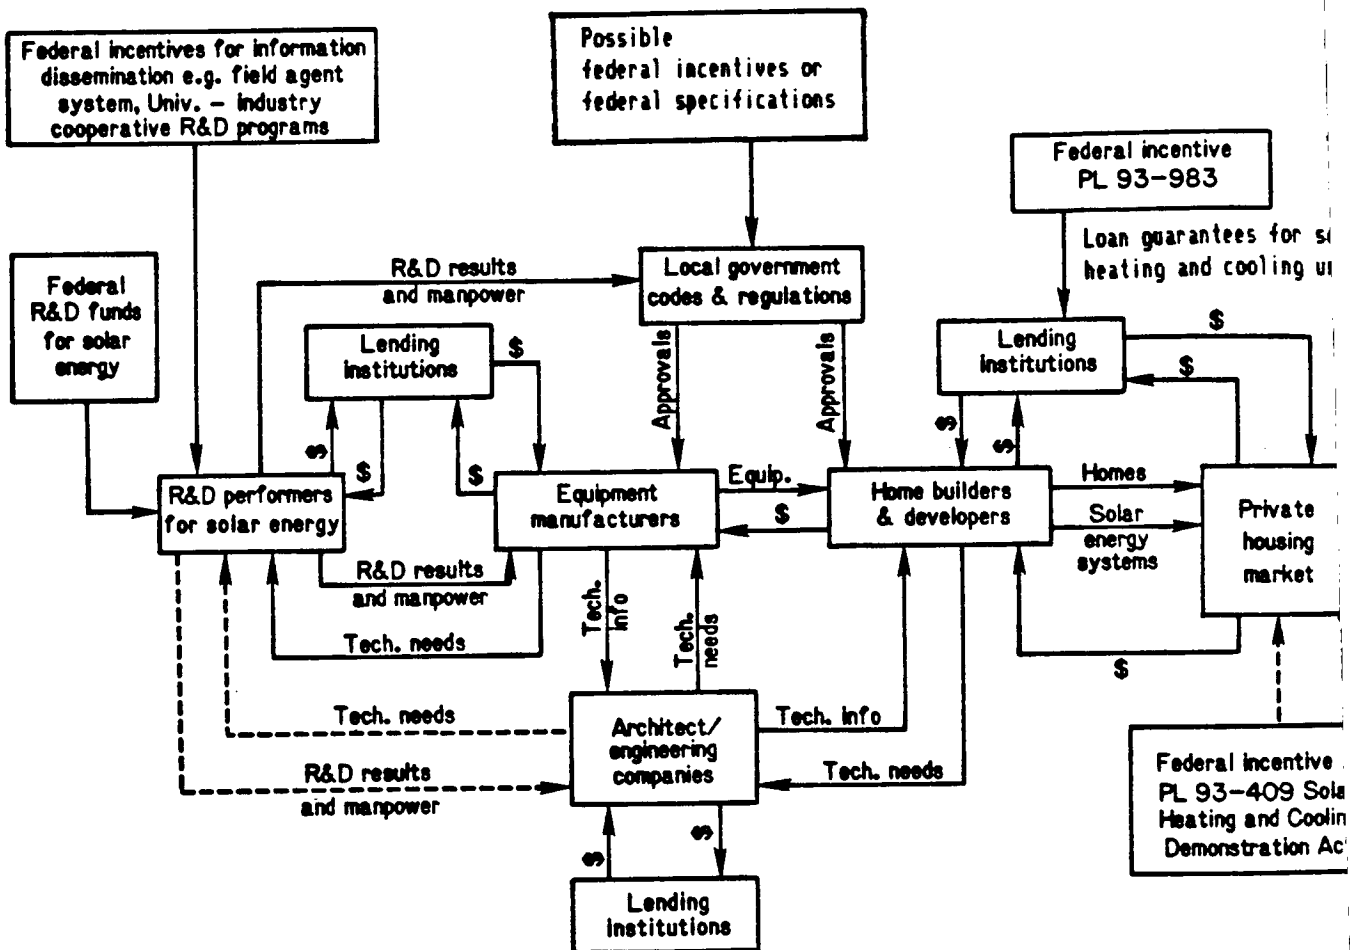 Federal incentives for information
dissemination e.g. field agent
system, Univ. – industry
cooperative R&D programs
Possible
federal incentives or
federal specifications
Federal incentive
PL 93–983
Loan guarantees for
heating and cooling
Federal
R&D funds
for solar
energy
R&D results
and manpower
Local government
codes & regulations
Lending
institutions
$
Approvals
Approvals
Lending
institutions
$
$
$
$
$
$
$
R&D performers
for solar energy
Equipment
manufacturers
Equip.
$
Home builders
& developers
Homes
Solar
energy
systems
Private
housing
market
R&D results
and manpower
Tech. needs
Tech.
info
Tech.
needs
$
Tech. needs
Architect/
engineering
companies
Tech. info
Tech. needs
R&D results
and manpower
Federal incentive
PL 93–409
Heating and
Demonstration
$
$
Lending
institutions